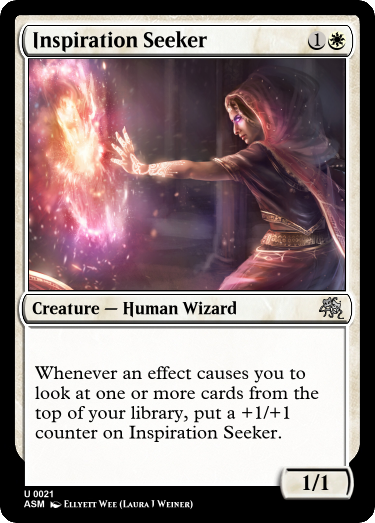 Inspiration Seeker 1
Creature — Human Wizard
Whenever an effect causes you to
look at one or more cards from the
top of your library, put a +1/+1
counter on Inspiration Seeker.
1/1
U 0021
ASM Ellyett Wee (Laura J Weiner)